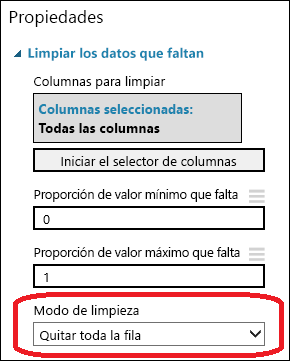 Propiedades
Limpiar los datos que faltan
Columnas para limpiar
Columnas seleccionadas:
Todas las columnas
Iniciar el selector de columnas
Proporción de valor mínimo que falta
0
Proporción de valor máximo que falta
1
Modo de limpieza
Quitar toda la fila